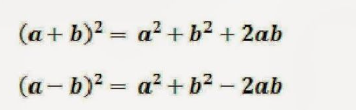 (a + b)² = a² + b² + 2ab
(a − b)² = a² + b² − 2ab